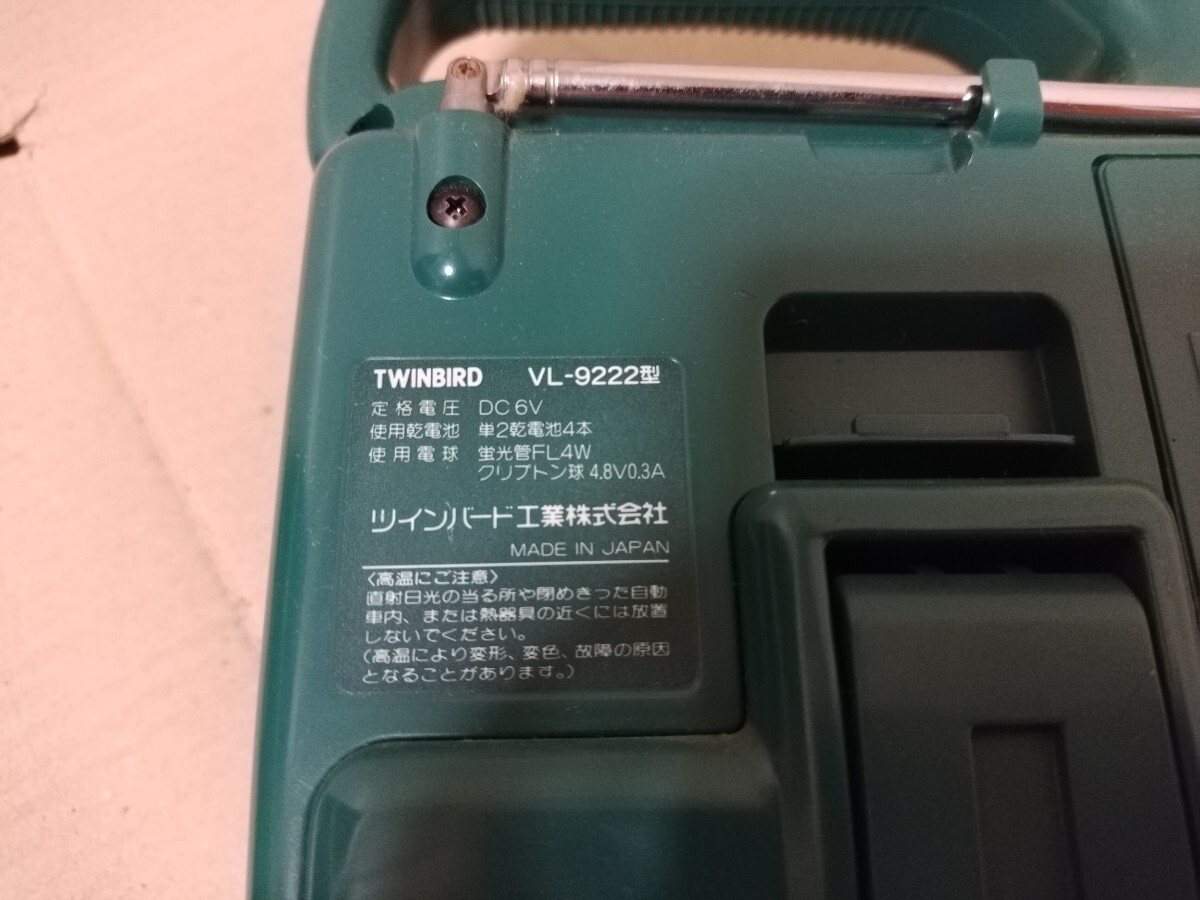 TWINBIRD VL-9222型
定格電圧 DC6V
使用乾電池 単2乾電池4本
使用電球 蛍光管FL4W
クリプトン球4.8V0.3A
ツインバード工業株式会社
MADE IN JAPAN
〈高温にご注意〉
直射日光の当る所や閉めきった自動
車内、または熱器具の近くには放置
しないでください。
(高温により変形、変色、故障の原因
となることがあります。)